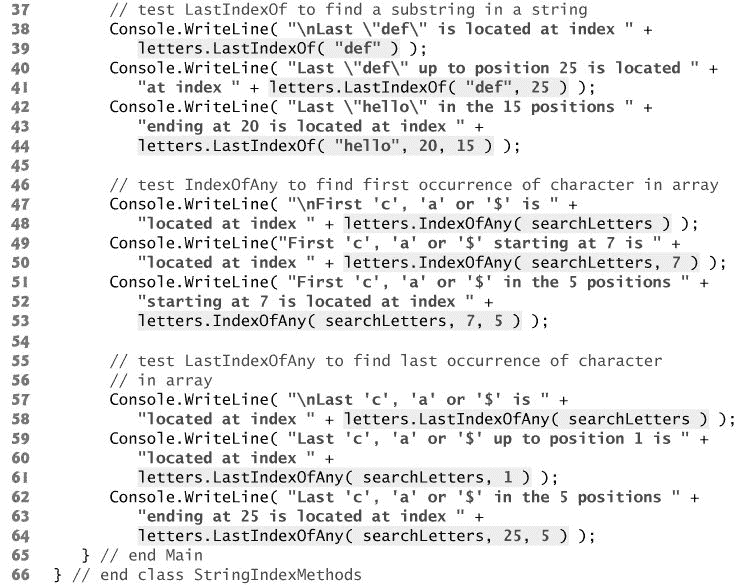 37 // test LastIndexOf to find a substring in a string
38 Console.WriteLine( "\nLast \"def\" is located at index " +
39 letters.LastIndexOf( "def" ) );
40 Console.WriteLine( "Last \"def\" up to position 25 is located " +
41 "at index " + letters.LastIndexOf( "def", 25 ) );
42 Console.WriteLine( "Last \"hello\" in the 15 positions " +
43 "ending at 20 is located at index " +
44 letters.LastIndexOf( "hello", 20, 15 ) );
45
46 // test IndexOfAny to find first occurrence of character in array
47 Console.WriteLine( "\nFirst 'c', 'a' or '$' is " +
48 "located at index " + letters.IndexOfAny( searchLetters ) );
49 Console.WriteLine("First 'c', 'a' or '$' starting at 7 is " +
50 "located at index " + letters.IndexOfAny( searchLetters, 7 ) );
51 Console.WriteLine( "First 'c', 'a' or '$' in the 5 positions " +
52 "starting at 7 is located at index " +
53 letters.IndexOfAny( searchLetters, 7, 5 ) );
54
55 // test LastIndexOfAny to find last occurrence of character
56 // in array
57 Console.WriteLine( "\nLast 'c', 'a' or '$' is " +
58 "located at index " + letters.LastIndexOfAny( searchLetters ) );
59 Console.WriteLine( "Last 'c', 'a' or '$' up to position 1 is " +
60 "located at index " +
61 letters.LastIndexOfAny( searchLetters, 1 ) );
62 Console.WriteLine( "Last 'c', 'a' or '$' in the 5 positions " +
63 "ending at 25 is located at index " +
64 letters.LastIndexOfAny( searchLetters, 25, 5 ) );
65 } // end Main
66 } // end class StringIndexMethods